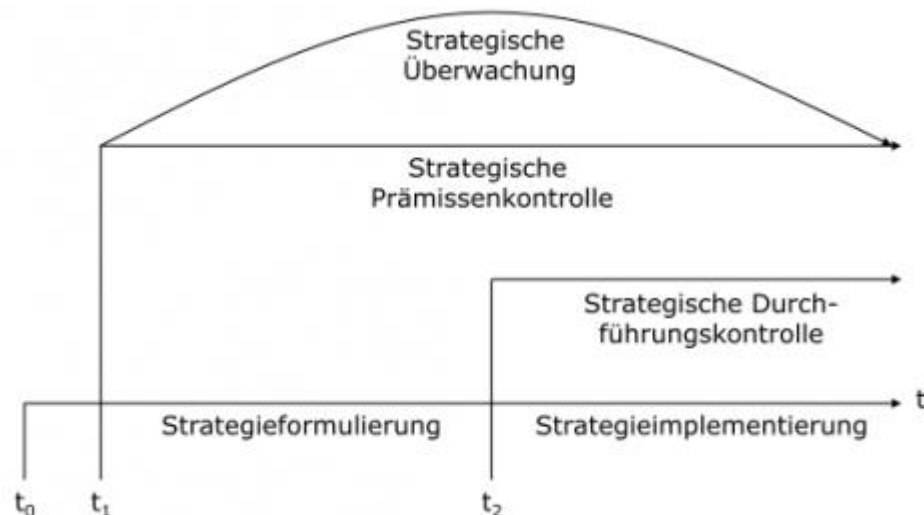 Strategische
Überwachung
Strategische
Prämissenkontrolle
Strategische Durch-
führungskontrolle
t
Strategieformulierung
Strategieimplementierung
t₀
t₁
t₂